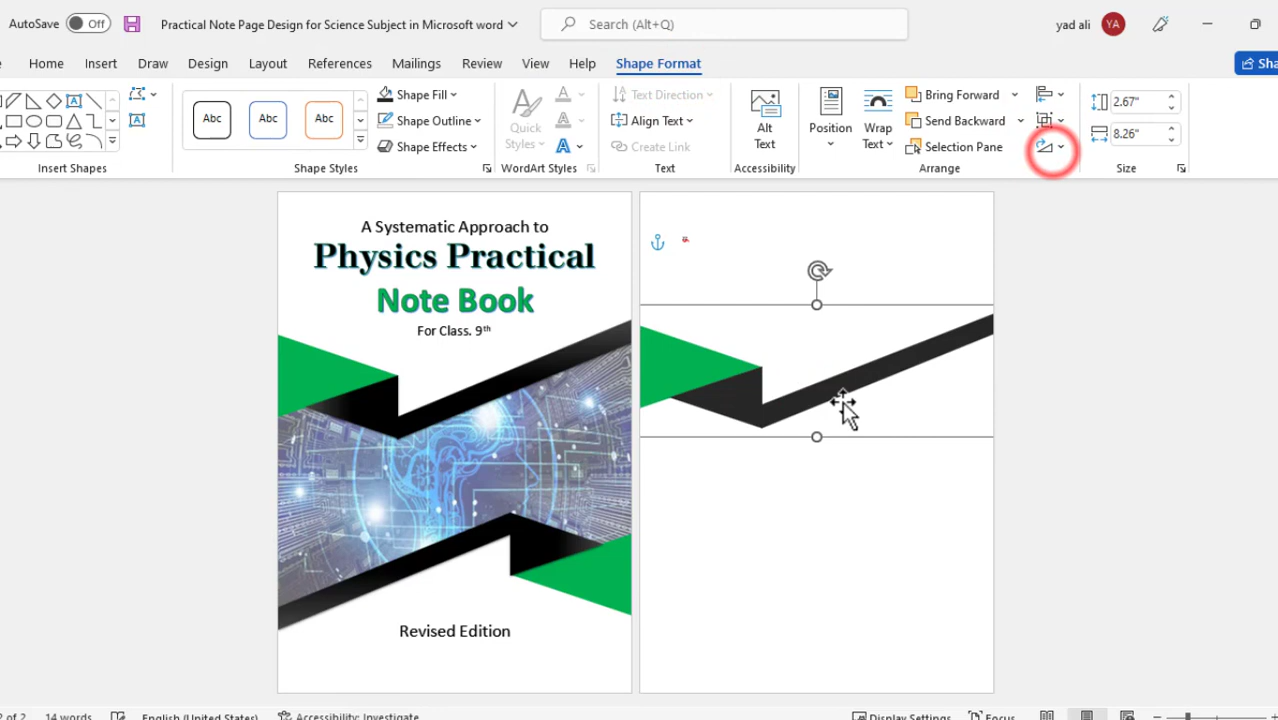 AutoSave Off Practical Note Page Design for Science Subject in Microsoft word Search (Alt+Q) yad ali YA
Home Insert Draw Design Layout References Mailings Review View Help Shape Format Sha
Abc Abc Abc
Shape Fill
Shape Outline
Shape Effects
Quick
Styles
Text Direction
Align Text
Create Link
Alt
Text
Position
Wrap
Text
Bring Forward
Send Backward
Selection Pane
2.67"
8.26"
Insert Shapes Shape Styles WordArt Styles Text Accessibility Arrange Size
A Systematic Approach to
Physics Practical
Note Book
For Class. 9th
Revised Edition
2 of 2 14 words English (United States) Accessibility: Investigate Display Settings Focus